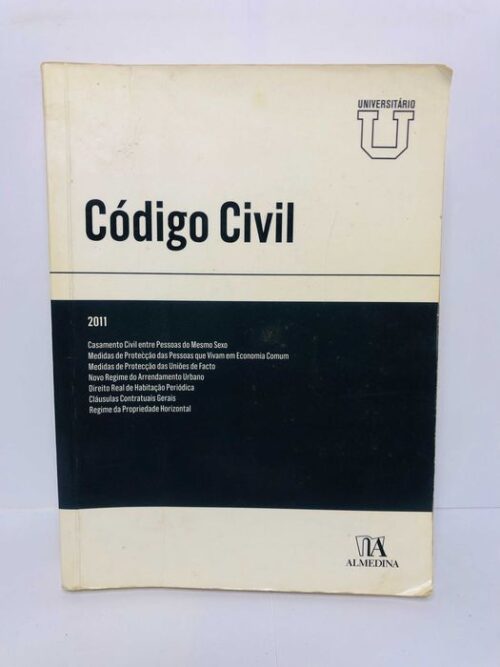 UNIVERSITÁRIO
U
Código Civil
2011
Casamento Civil entre Pessoas do Mesmo Sexo
Medidas de Protecção das Pessoas que Vivam em Economia Comum
Medidas de Protecção das Uniões de Facto
Novo Regime do Arrendamento Urbano
Direito Real de Habitação Periódica
Cláusulas Contratuais Gerais
Regime da Propriedade Horizontal
ALMEDINA